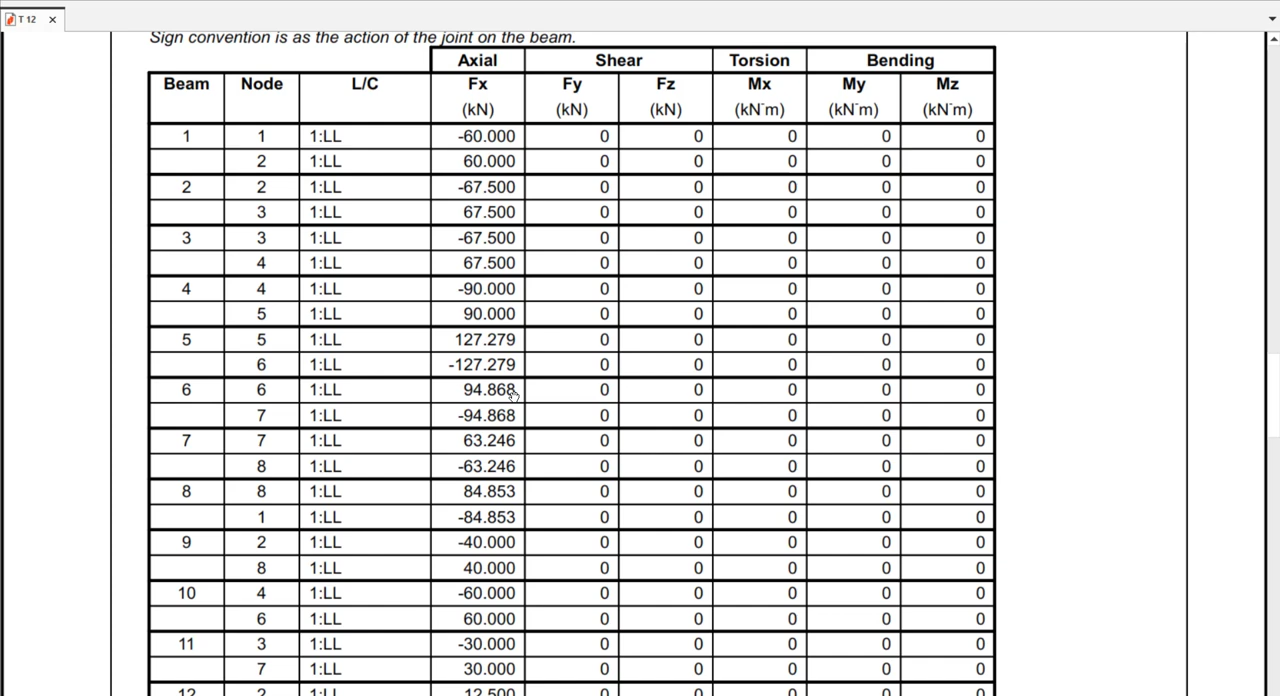 T 12
Sign convention is as the action of the joint on the beam.
Axial Shear Torsion Bending
Beam Node L/C Fx Fy Fz Mx My Mz
(kN) (kN) (kN) (kN¨m) (kN¨m) (kN¨m)
1 1 1:LL -60.000 0 0 0 0 0
2 1:LL 60.000 0 0 0 0 0
2 2 1:LL -67.500 0 0 0 0 0
3 1:LL 67.500 0 0 0 0 0
3 3 1:LL -67.500 0 0 0 0 0
4 1:LL 67.500 0 0 0 0 0
4 4 1:LL -90.000 0 0 0 0 0
5 1:LL 90.000 0 0 0 0 0
5 5 1:LL 127.279 0 0 0 0 0
6 1:LL -127.279 0 0 0 0 0
6 6 1:LL 94.868 0 0 0 0 0
7 1:LL -94.868 0 0 0 0 0
7 7 1:LL 63.246 0 0 0 0 0
8 1:LL -63.246 0 0 0 0 0
8 8 1:LL 84.853 0 0 0 0 0
1 1:LL -84.853 0 0 0 0 0
9 2 1:LL -40.000 0 0 0 0 0
8 1:LL 40.000 0 0 0 0 0
10 4 1:LL -60.000 0 0 0 0 0
6 1:LL 60.000 0 0 0 0 0
11 3 1:LL -30.000 0 0 0 0 0
7 1:LL 30.000 0 0 0 0 0
12 2 1:LL 12.500 0 0 0 0 0